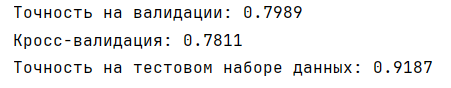 Точность на валидации: 0.7989
Кросс-валидация: 0.7811
Точность на тестовом наборе данных: 0.9187